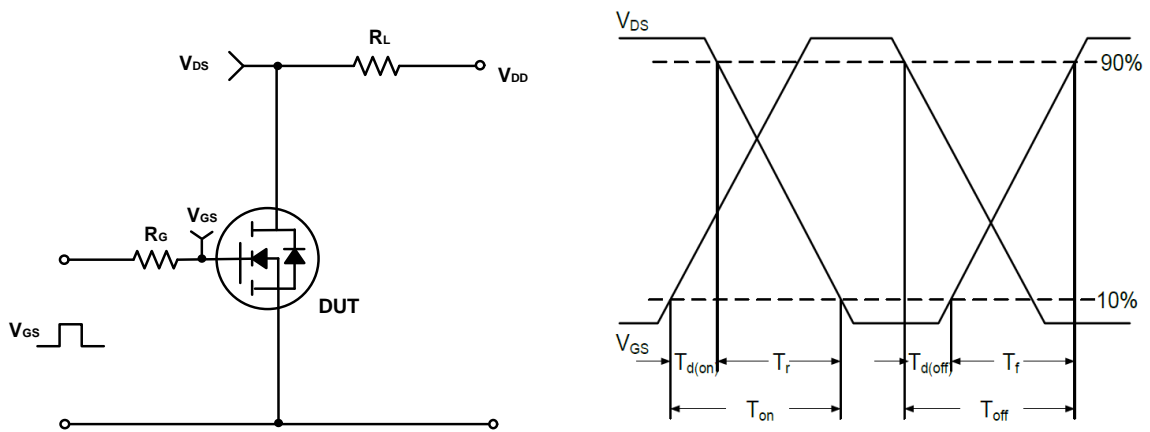 RL
VDS
VDD
VGS
RG
DUT
VGS
VDS
90%
10%
VGS
Td(on)
Tr
Td(off)
Tf
Ton
Toff